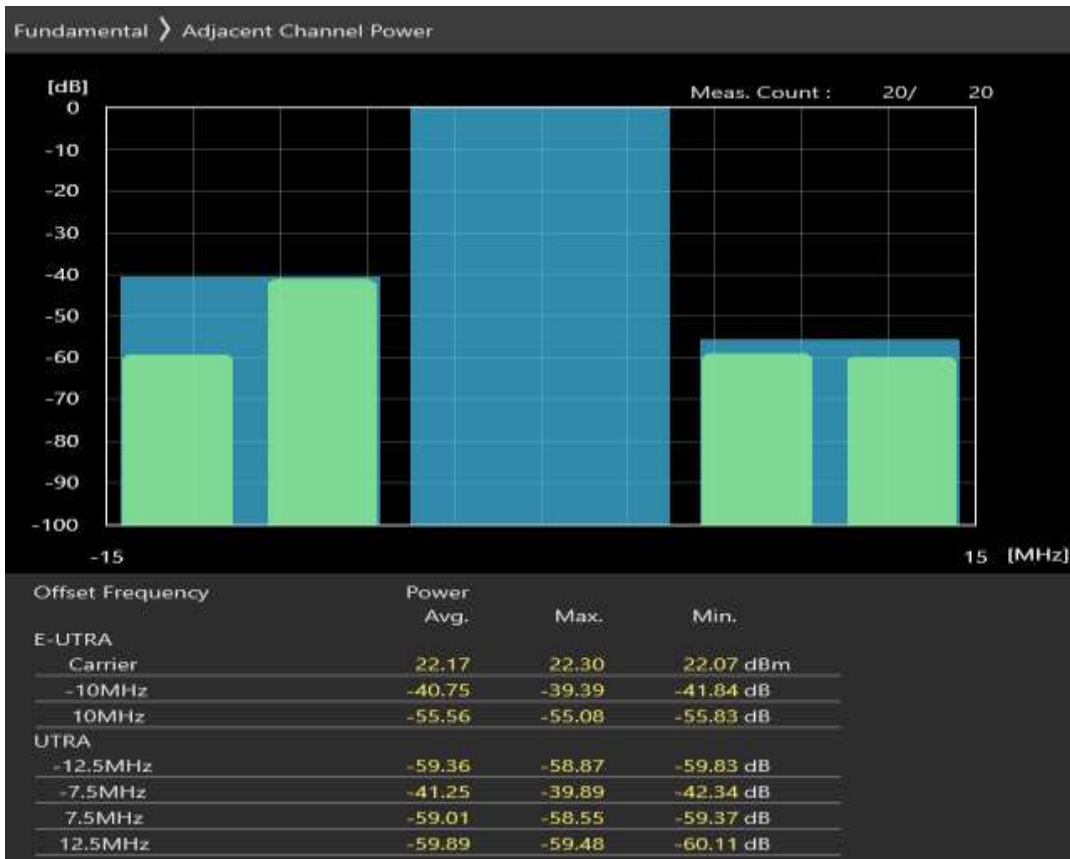 Fundamental 〉 Adjacent Channel Power
[dB]
Meas. Count : 20/ 20
0
-10
-20
-30
-40
-50
-60
-70
-80
-90
-100
-15 15 [MHz]
Offset Frequency Power
Avg. Max. Min.
E-UTRA
Carrier 22.17 22.30 22.07 dBm
-10MHz -40.75 -39.39 -41.84 dB
10MHz -55.56 -55.08 -55.83 dB
UTRA
-12.5MHz -59.36 -58.87 -59.83 dB
-7.5MHz -41.25 -39.89 -42.34 dB
7.5MHz -59.01 -58.55 -59.37 dB
12.5MHz -59.89 -59.48 -60.11 dB